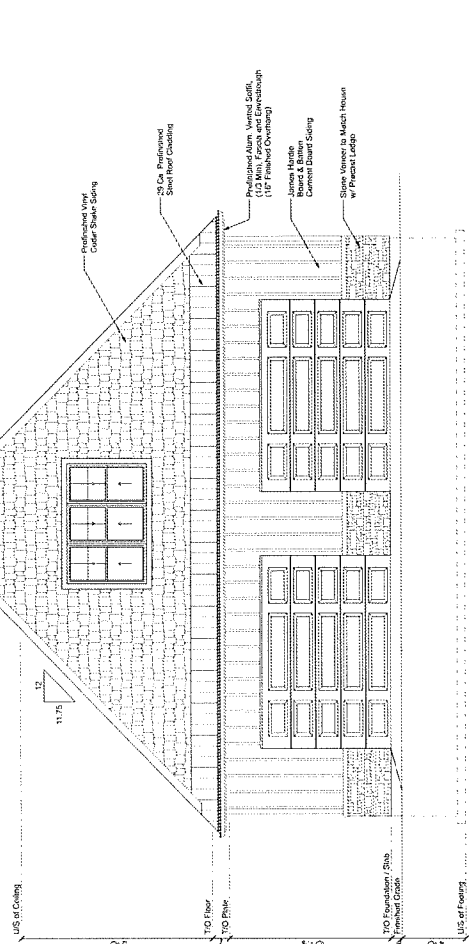 Prefinished Vinyl
Cedar Shake Siding
29 Ga. Prefinished
Steel Roof Cladding
Prefinished Alum. Vented Soffit,
(1/3 Min), Fascia and Eavestrough
(16" Finished Overhang)
James Hardie
Board & Batten
Cement Board Siding
Stone Veneer to Match House
w/ Precast Ledge
12
11.75
U/S of Ceiling
T/O Floor
T/O Plate
T/O Foundation / Slab
Finished Grade
U/S of Footing